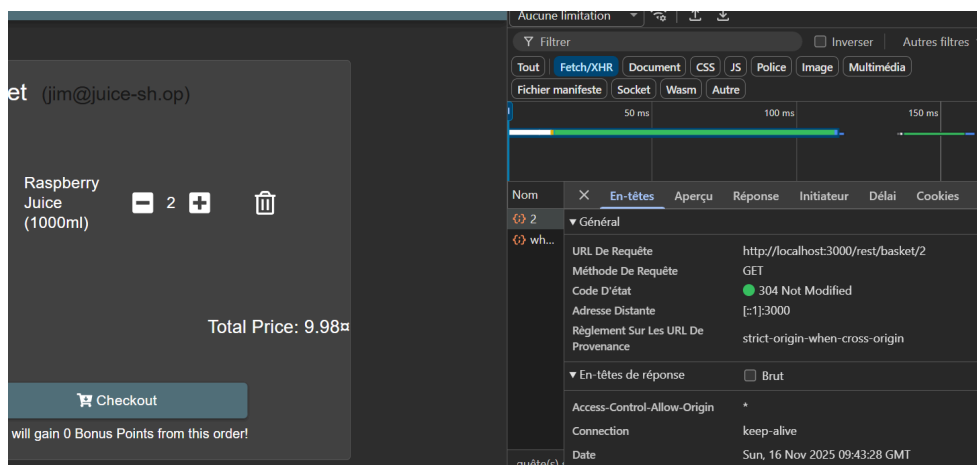 et (jim@juice-sh.op)
Raspberry
Juice
(1000ml)
2
Total Price: 9.98¤
Checkout
will gain 0 Bonus Points from this order!
Aucune limitation
Filtrer
Inverser
Autres filtres
Tout Fetch/XHR Document CSS JS Police Image Multimédia
Fichier manifeste Socket Wasm Autre
50 ms 100 ms 150 ms
Nom
{;} 2
{;} wh...
En-têtes Aperçu Réponse Initiateur Délai Cookies
▼ Général
URL De Requête http://localhost:3000/rest/basket/2
Méthode De Requête GET
Code D'état 304 Not Modified
Adresse Distante [::1]:3000
Règlement Sur Les URL De
Provenance
strict-origin-when-cross-origin
▼ En-têtes de réponse Brut
Access-Control-Allow-Origin *
Connection keep-alive
Date Sun, 16 Nov 2025 09:43:28 GMT